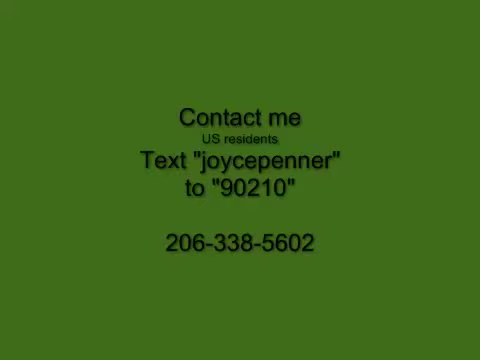 Contact me
US residents
Text "joycepenner"
to "90210"
206-338-5602